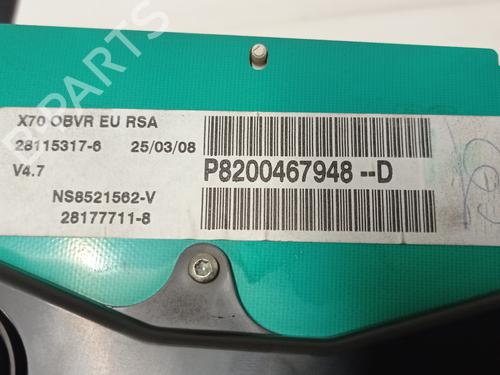 X70 OBVR EU RSA
28115317-6 25/03/08
V4.7
P8200467948--D
NS8521562-V
28177711-8